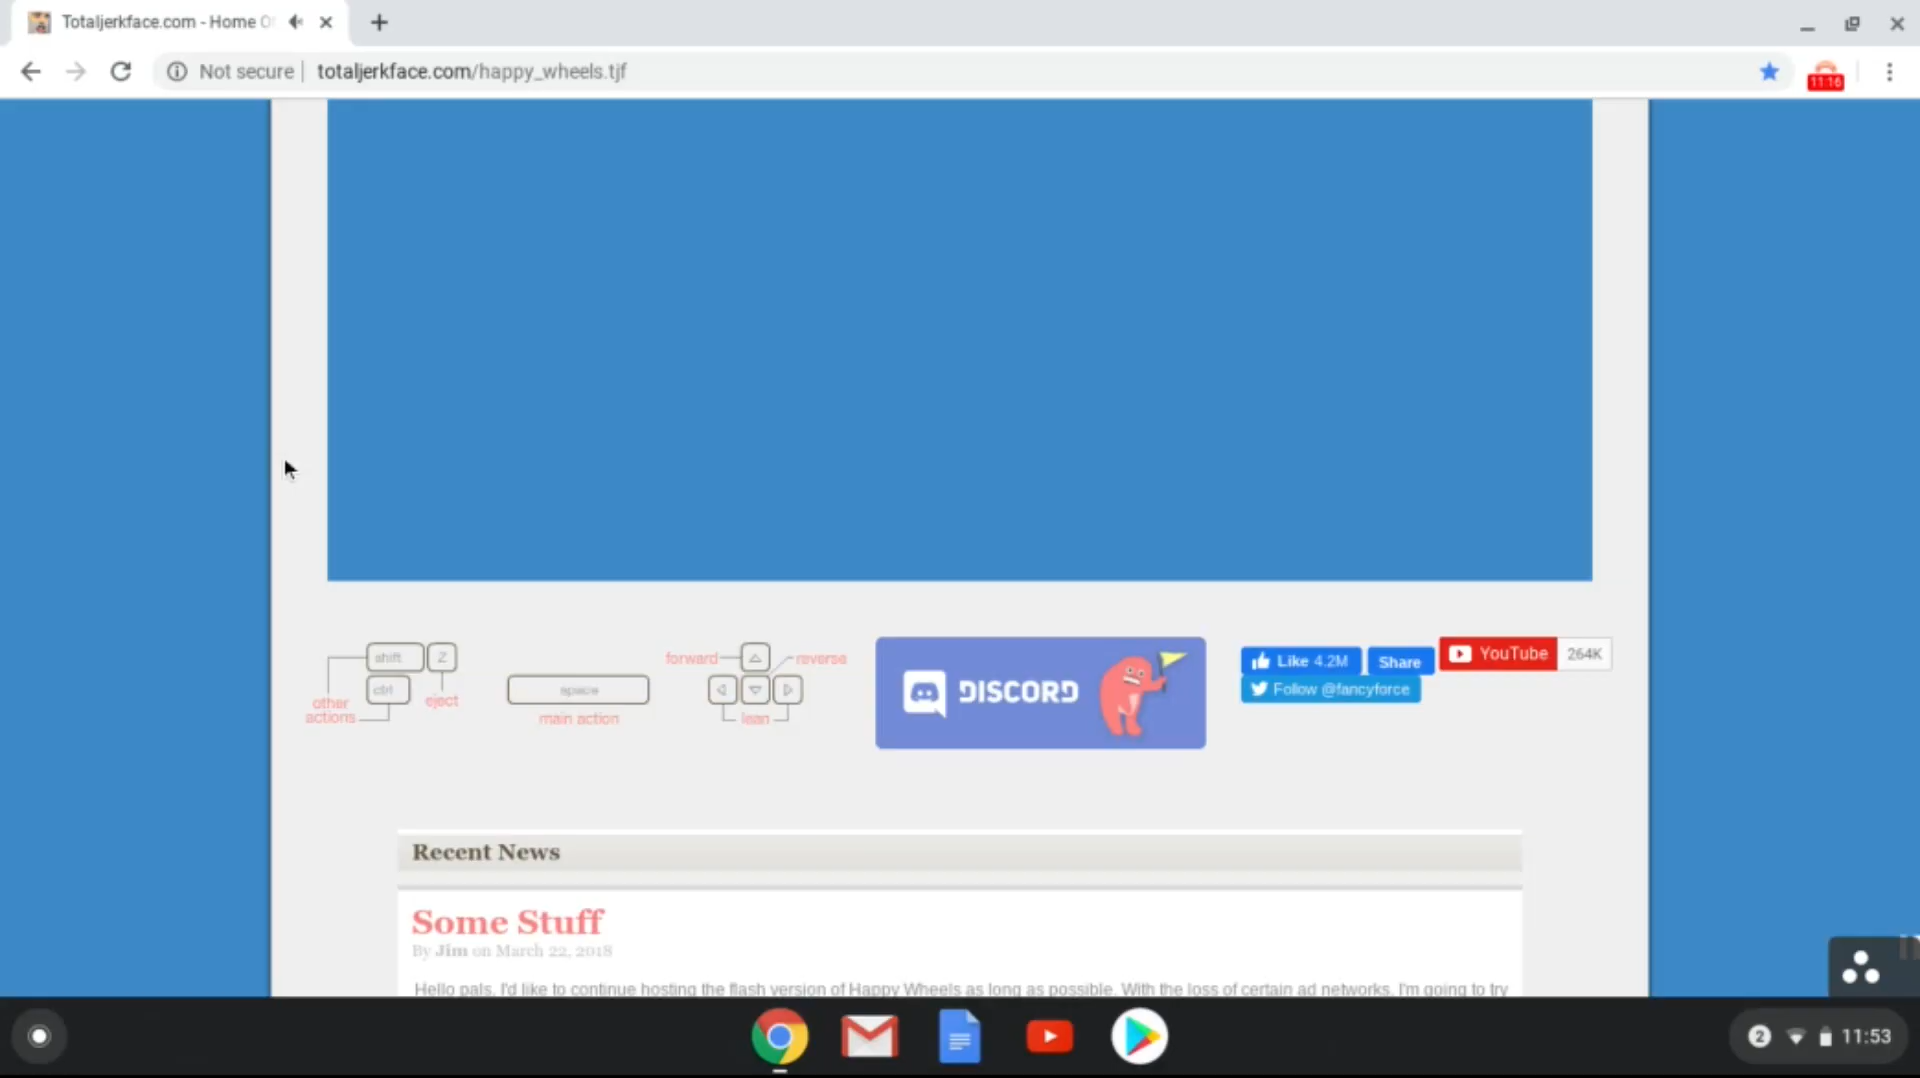 Totaljerkface.com - Home O
Not secure
totaljerkface.com/happy_wheels.tjf
11:16
shift
Z
ctrl
other
actions
eject
space
main action
forward
reverse
lean
DISCORD
Like 4.2M
Share
YouTube
264K
Follow @fancyforce
Recent News
Some Stuff
By Jim on March 22, 2018
Hello pals. I'd like to continue hosting the flash version of Happy Wheels as long as possible. With the loss of certain ad networks, I'm going to try
2
11:53